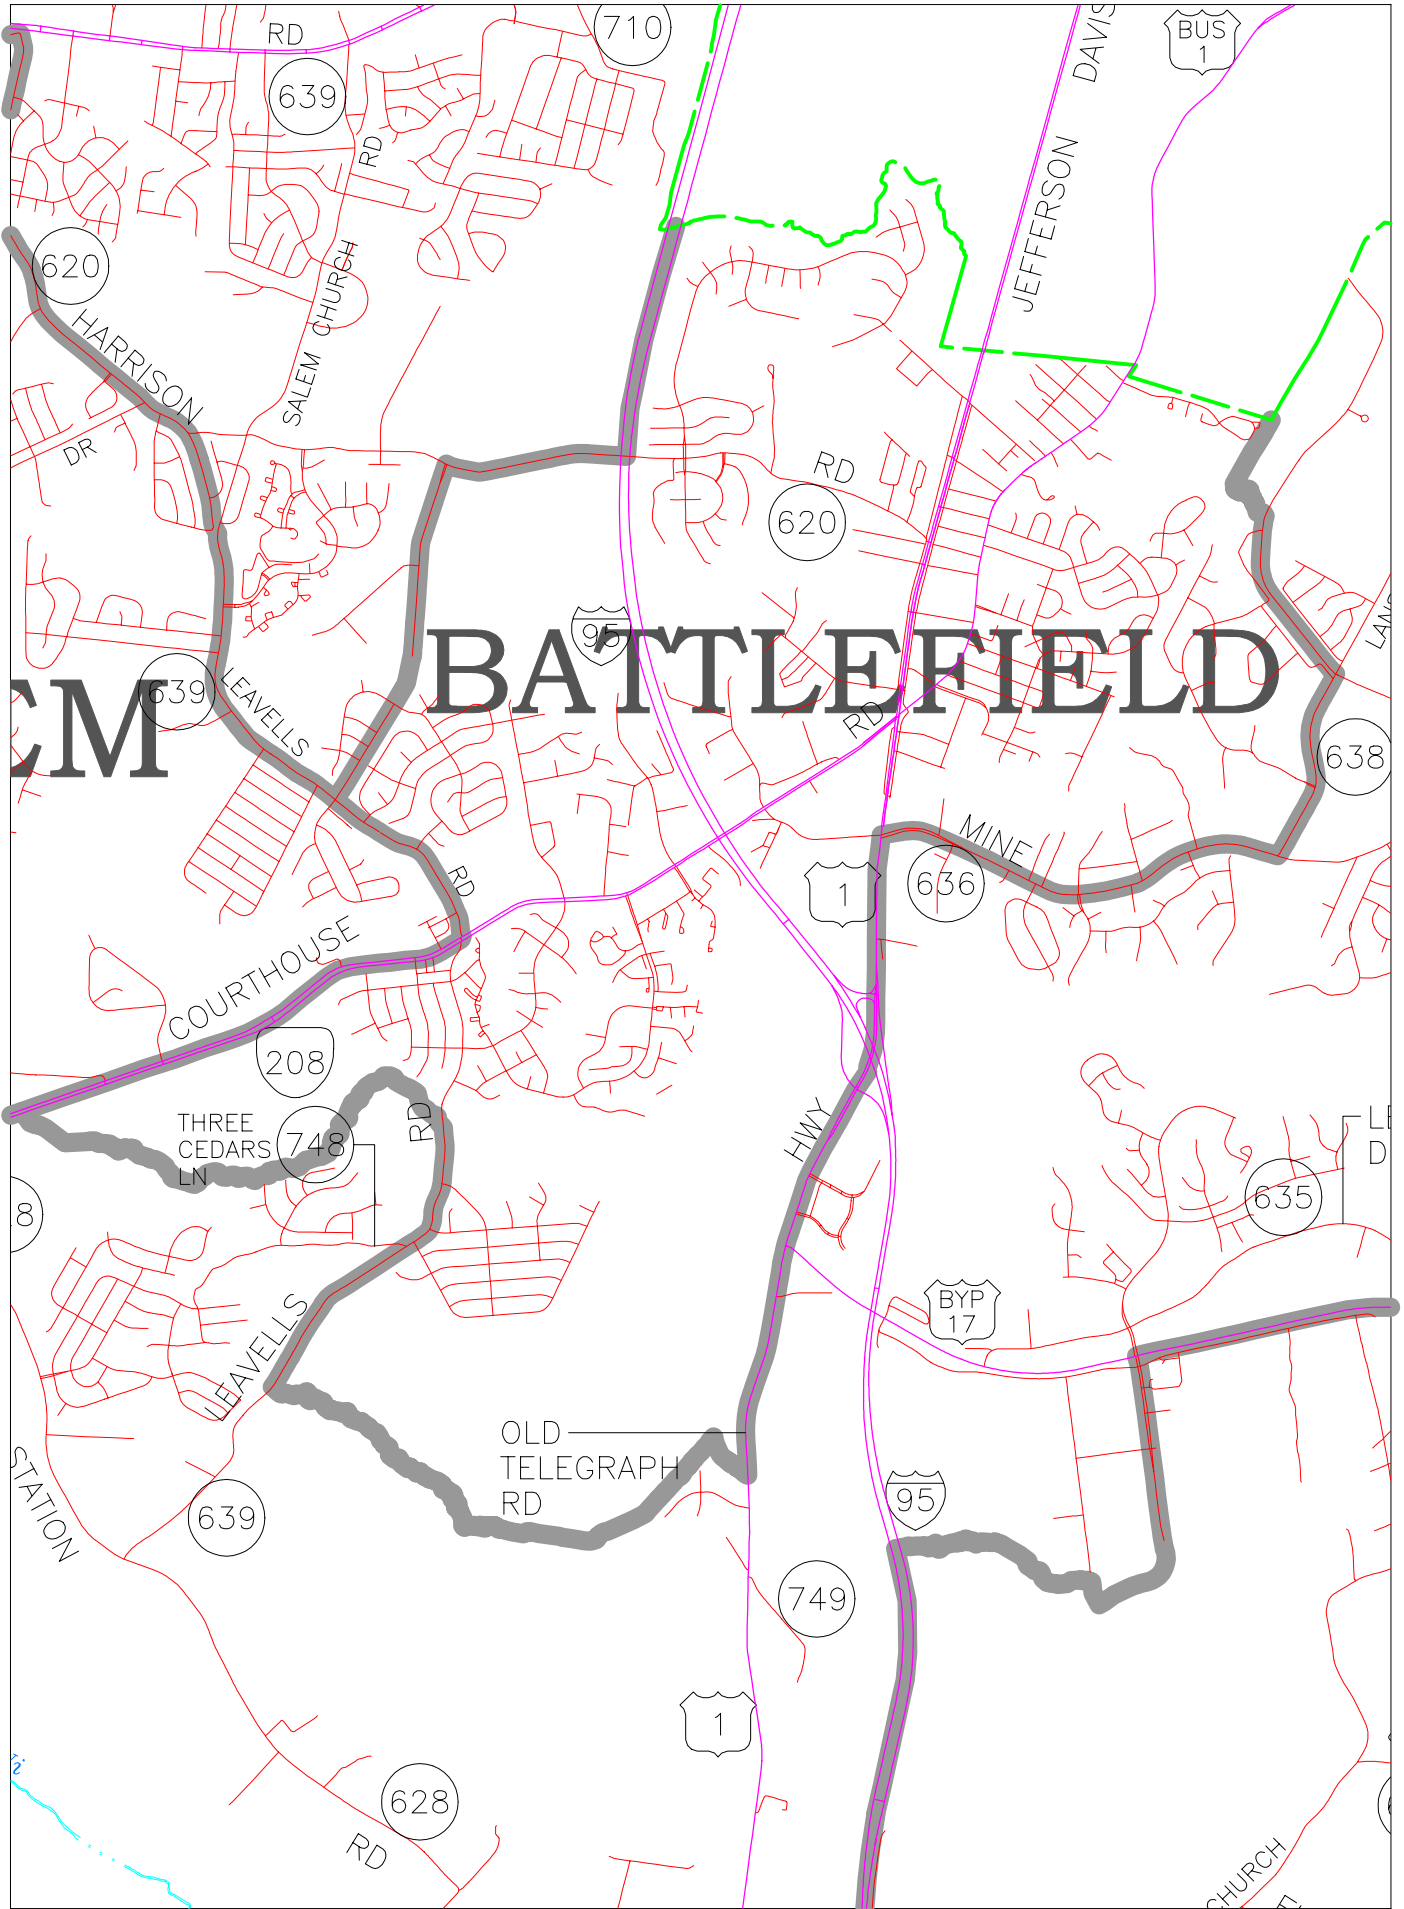 RD
639
710
BUS
1
DAVIS
RD
JEFFERSON
620
HARRISON
SALEM CHURCH
DR
RD
620
95
BATTLEFIELD
EM
639
LEAVELLS
RD
638
MINE
RD
1
636
COURTHOUSE
208
THREE
CEDARS
LN
748
RD
HWY
635
D
8
BYP
17
LEAVELLS
OLD
TELEGRAPH
RD
STATION
639
95
749
1
628
RD
CHURCH